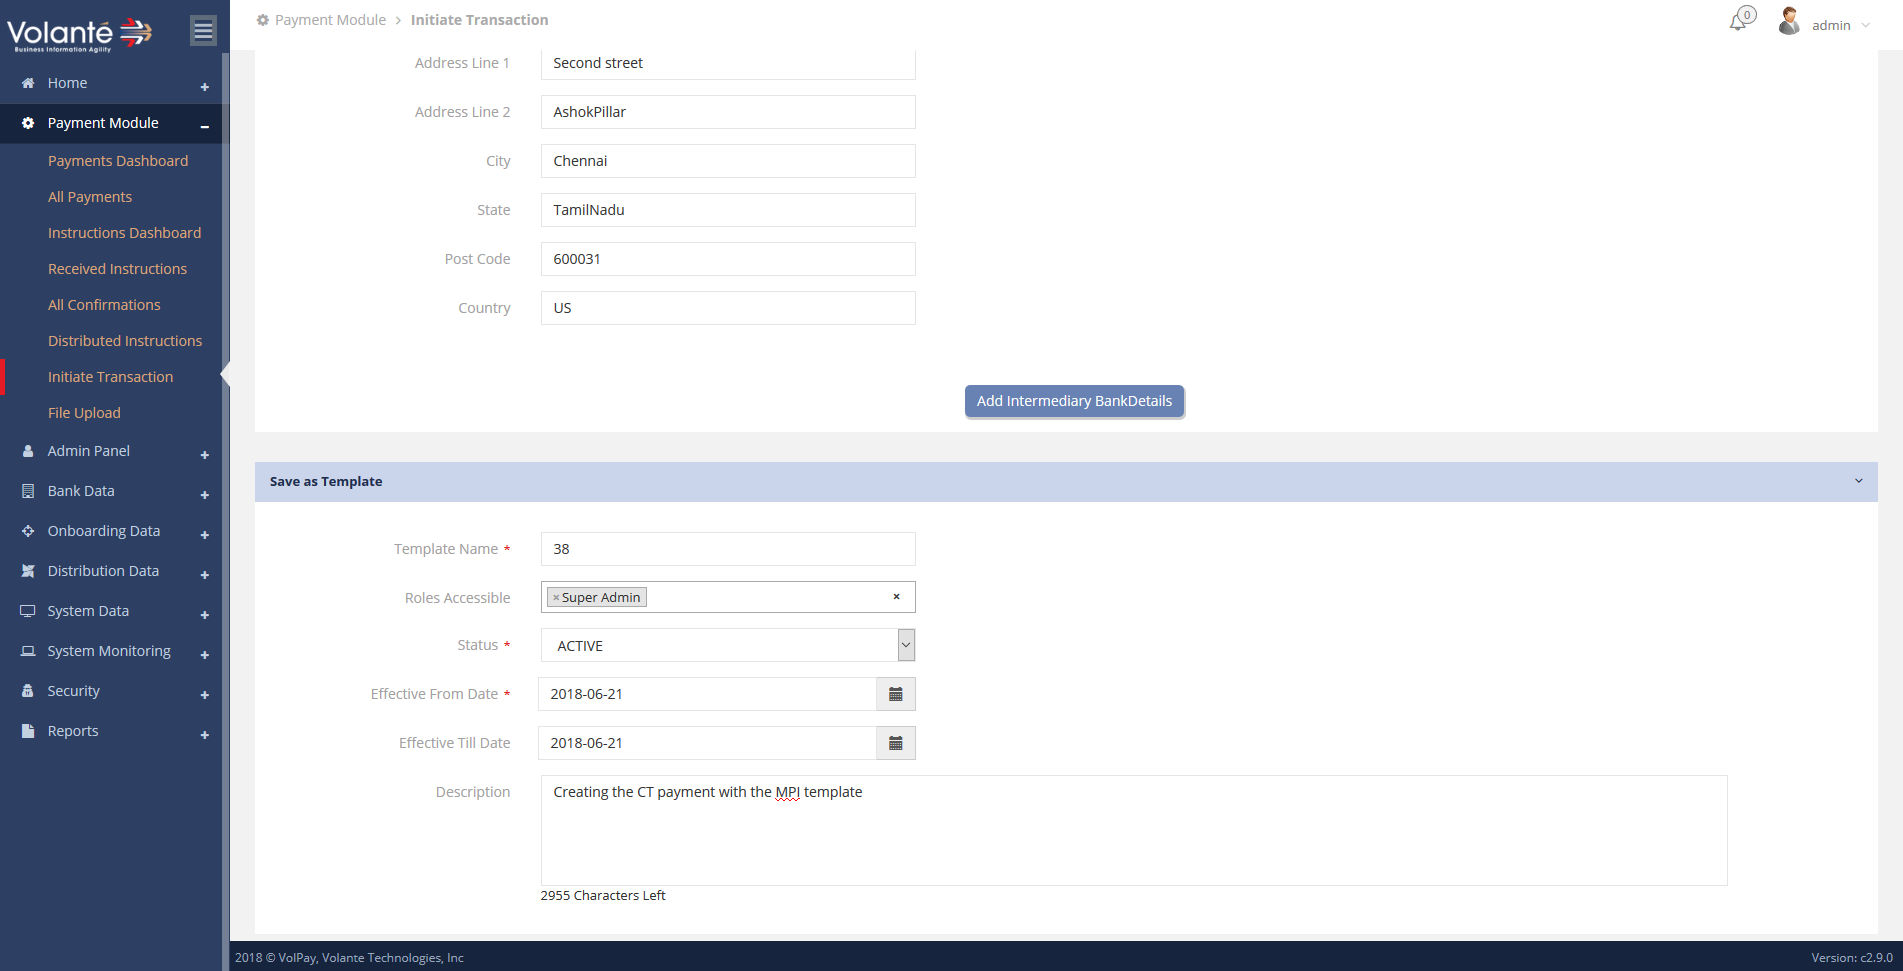 Volanté
Business Information Agility
Payment Module > Initiate Transaction
0
admin
Home
Payment Module
Payments Dashboard
All Payments
Instructions Dashboard
Received Instructions
All Confirmations
Distributed Instructions
Initiate Transaction
File Upload
Admin Panel
Bank Data
Onboarding Data
Distribution Data
System Data
System Monitoring
Security
Reports
Address Line 1 Second street
Address Line 2 AshokPillar
City Chennai
State TamilNadu
Post Code 600031
Country US
Add Intermediary BankDetails
Save as Template
Template Name * 38
Roles Accessible × Super Admin ×
Status * ACTIVE
Effective From Date * 2018-06-21
Effective Till Date 2018-06-21
Description Creating the CT payment with the MPI template
2955 Characters Left
2018 © VolPay, Volante Technologies, Inc
Version: c2.9.0